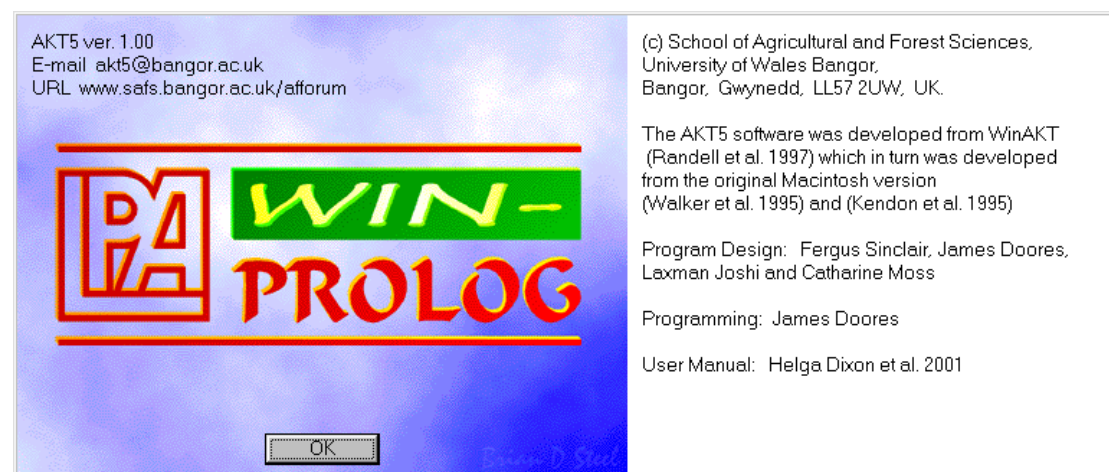 AKT5 ver. 1.00
E-mail akt5@bangor.ac.uk
URL www.safs.bangor.ac.uk/afforum
LPA
WIN-
PROLOG
OK
Brian D Steel
(c) School of Agricultural and Forest Sciences,
University of Wales Bangor,
Bangor, Gwynedd, LL57 2UW, UK.
The AKT5 software was developed from WinAKT
(Randell et al. 1997) which in turn was developed
from the original Macintosh version
(Walker et al. 1995) and (Kendon et al. 1995)
Program Design: Fergus Sinclair, James Doores,
Laxman Joshi and Catharine Moss
Programming: James Doores
User Manual: Helga Dixon et al. 2001